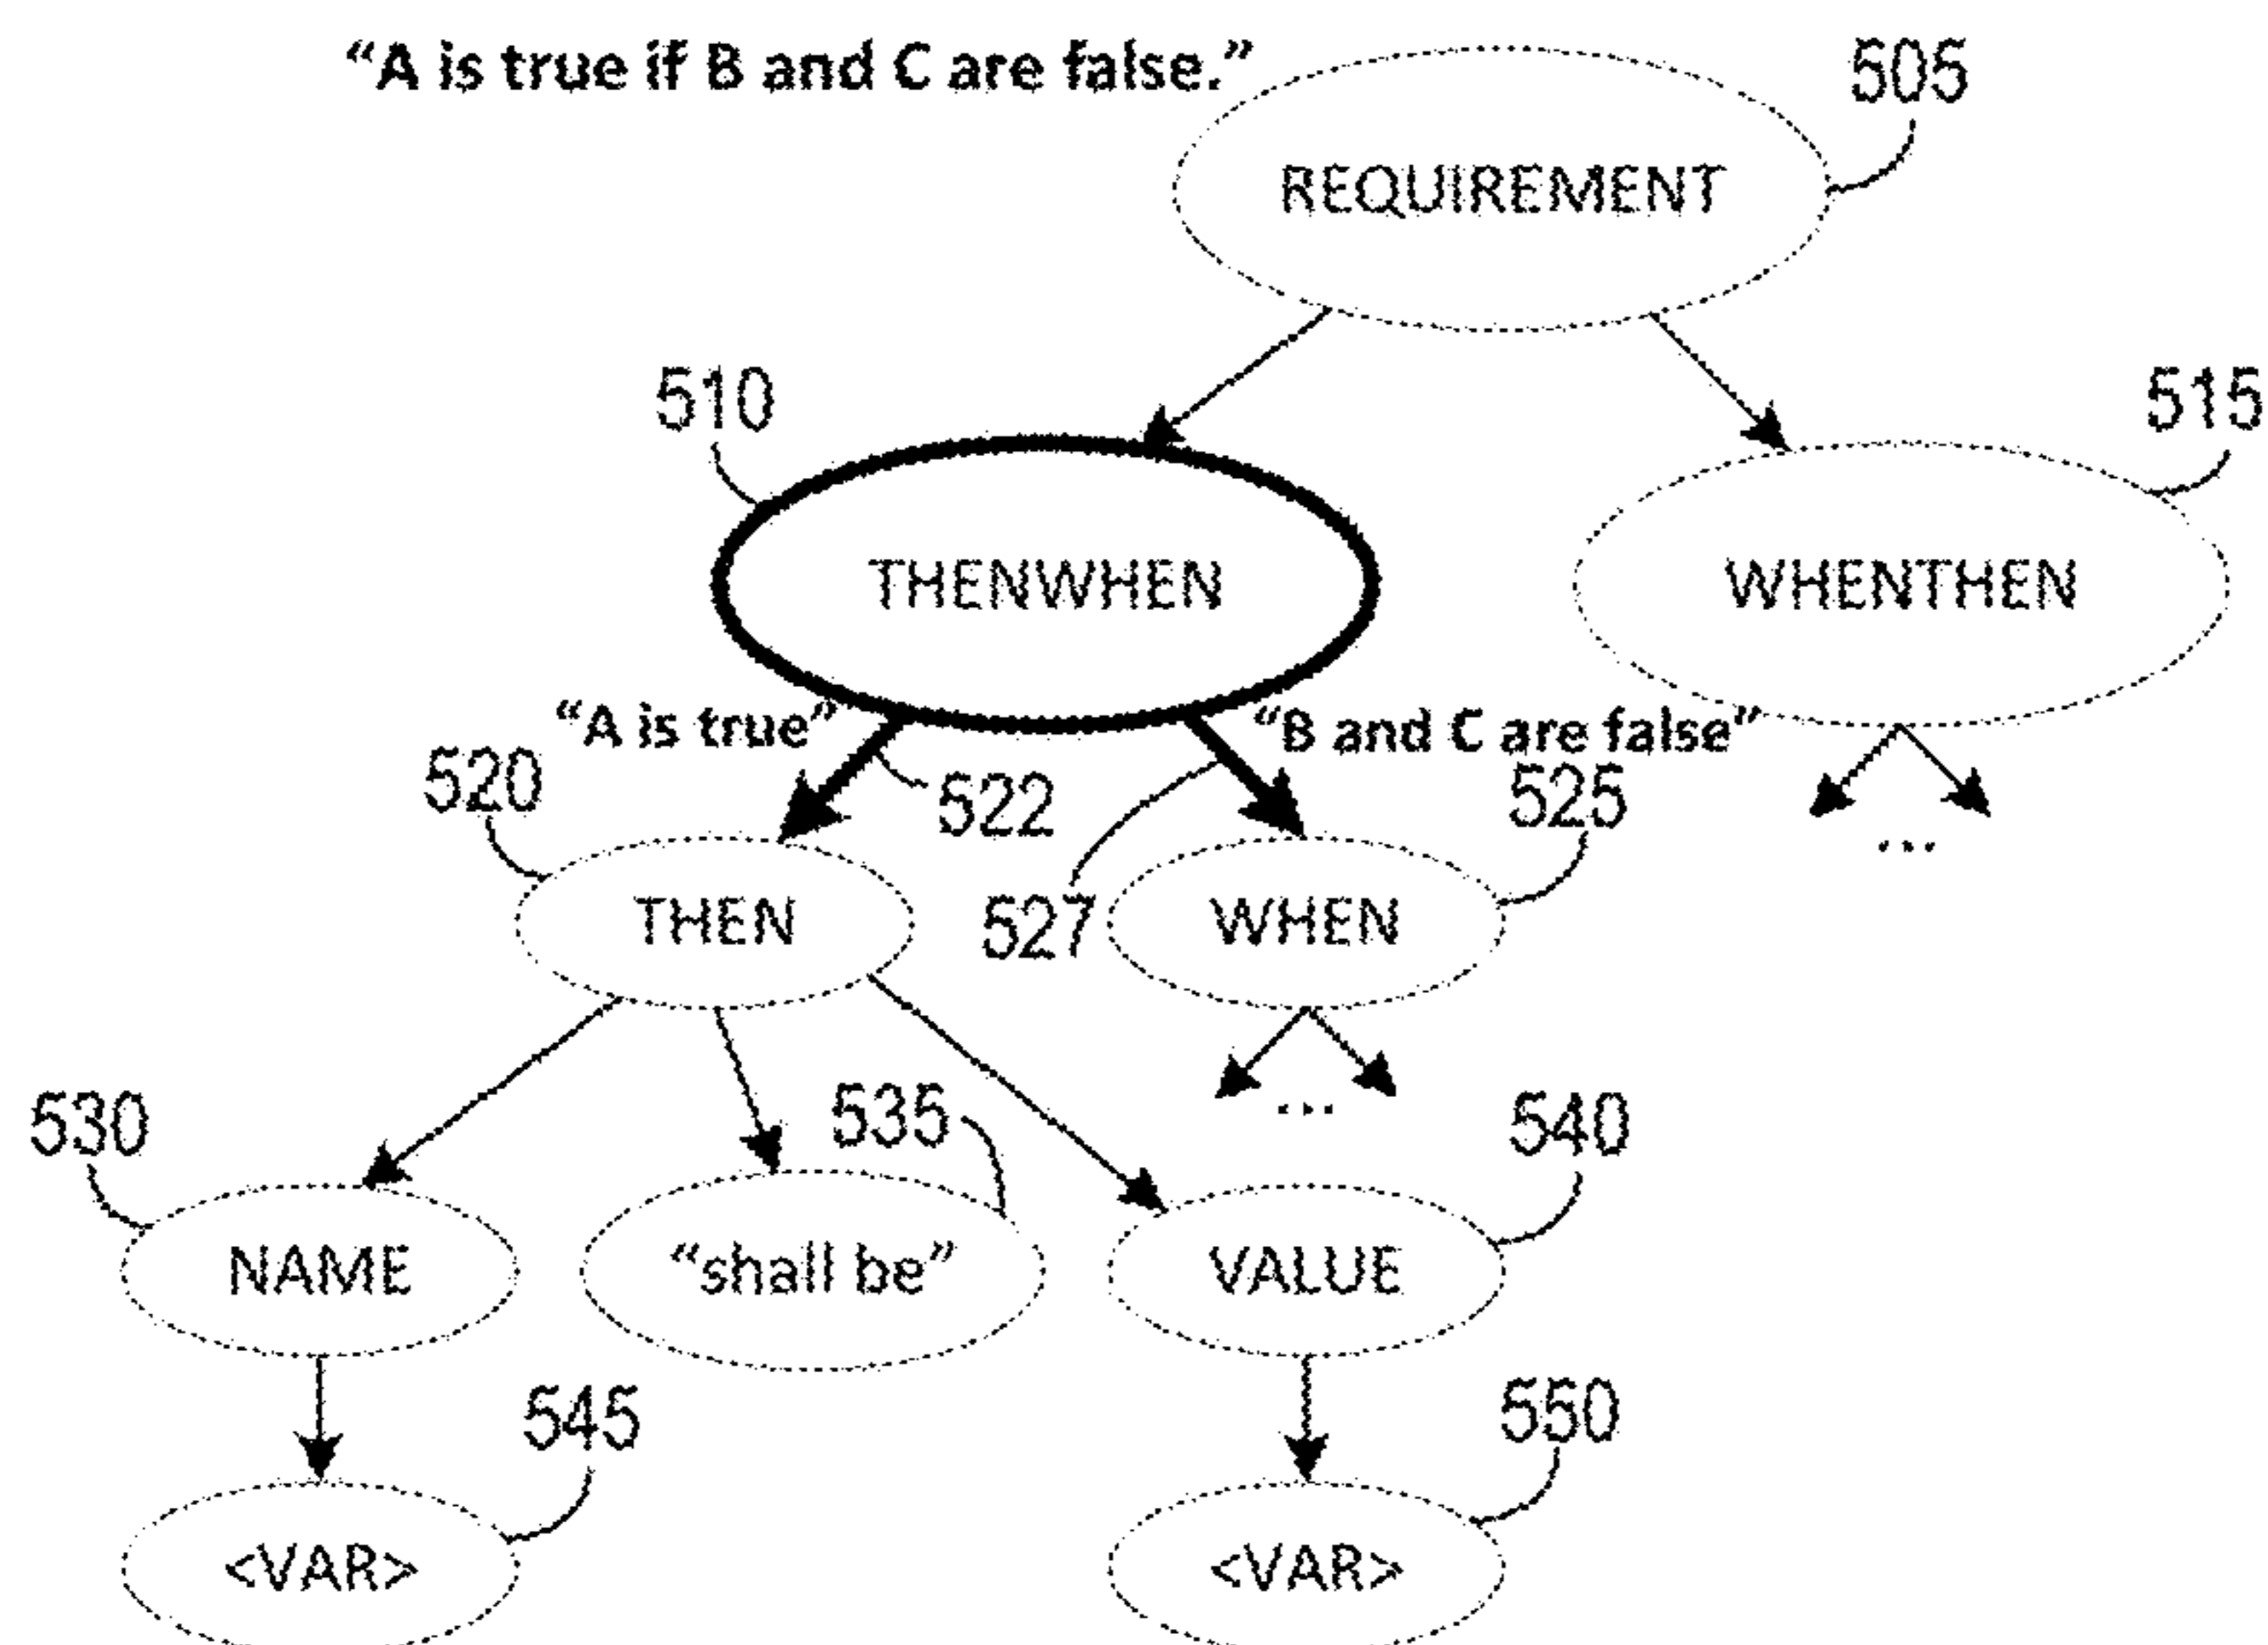 “A is true if B and C are false.”
505
REQUIREMENT
510
515
THENWHEN
WHENTHEN
“A is true”
“B and C are false”
520
522
525
...
THEN
527
WHEN
530
535
...
540
NAME
“shall be”
VALUE
545
550
<VAR>
<VAR>